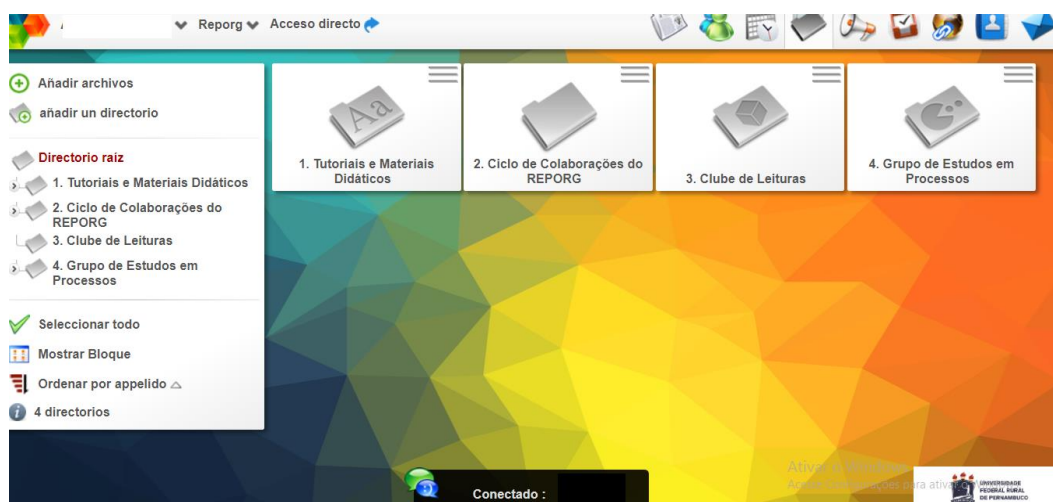 Reporg
Acceso directo
Añadir archivos
añadir un directorio
Directorio raíz
1. Tutoriais e Materiais Didáticos
2. Ciclo de Colaborações do
REPORG
3. Clube de Leituras
4. Grupo de Estudos em
Processos
Seleccionar todo
Mostrar Bloque
Ordenar por appelido
4 directorios
Aa
1. Tutoriais e Materiais
Didáticos
2. Ciclo de Colaborações do
REPORG
3. Clube de Leituras
4. Grupo de Estudos em
Processos
Conectado :
UNIVERSIDADE
FEDERAL RURAL
DE PERNAMBUCO